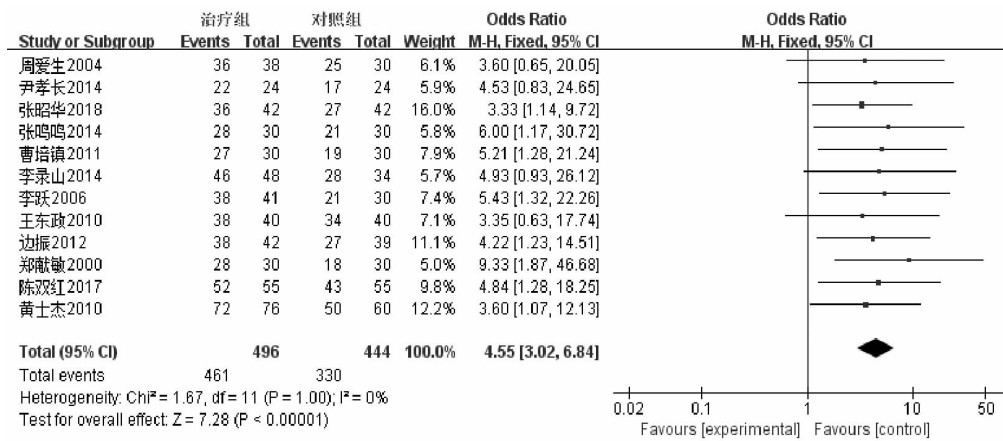 治疗组 对照组 Odds Ratio Odds Ratio
Study or Subgroup Events Total Events Total Weight M-H, Fixed, 95% CI M-H, Fixed, 95% CI
周爱生2004 36 38 25 30 6.1% 3.60 [0.65, 20.05]
尹孝长2014 22 24 17 24 5.9% 4.53 [0.83, 24.65]
张昭华2018 36 42 27 42 16.0% 3.33 [1.14, 9.72]
张鸣鸣2014 28 30 21 30 5.8% 6.00 [1.17, 30.72]
曹培镇2011 27 30 19 30 7.9% 5.21 [1.28, 21.24]
李录山2014 46 48 28 34 7.4% 4.93 [0.93, 26.12]
李跃2006 38 41 21 30 7.9% 5.43 [1.32, 22.26]
王东政2010 38 40 34 40 7.1% 3.35 [0.63, 17.74]
边振2012 38 42 27 39 11.1% 4.22 [1.23, 14.51]
郑献敏2000 28 30 18 30 5.0% 9.33 [1.87, 46.68]
陈双红2017 52 55 43 55 9.8% 4.84 [1.28, 18.25]
黄士杰2010 72 76 50 60 12.2% 3.60 [1.07, 12.13]
Total (95% CI) 496 444 100.0% 4.55 [3.02, 6.84]
Total events 461 330
Heterogeneity: Chi² = 1.67, df = 11 (P = 1.00); I² = 0%
Test for overall effect: Z = 7.28 (P < 0.00001)
0.02 0.1 1 10 50
Favours [experimental] Favours [control]